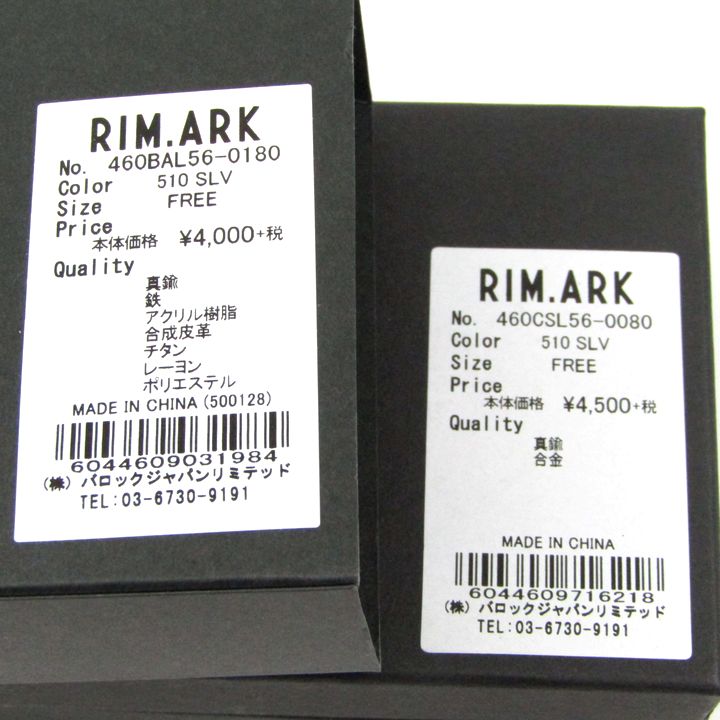 RIM.ARK
No. 460BAL56-0180
Color 510 SLV
Size FREE
Price
本体価格 ¥4,000+税
Quality
真鍮
鉄
アクリル樹脂
合成皮革
チタン
レーヨン
ポリエステル
MADE IN CHINA (500128)
6044609031984
(株) バロックジャパンリミテッド
TEL:03-6730-9191
RIM.ARK
No. 460CSL56-0080
Color 510 SLV
Size FREE
Price
本体価格 ¥4,500+税
Quality
真鍮
合金
MADE IN CHINA
6044609716218
(株) バロックジャパンリミテッド
TEL:03-6730-9191